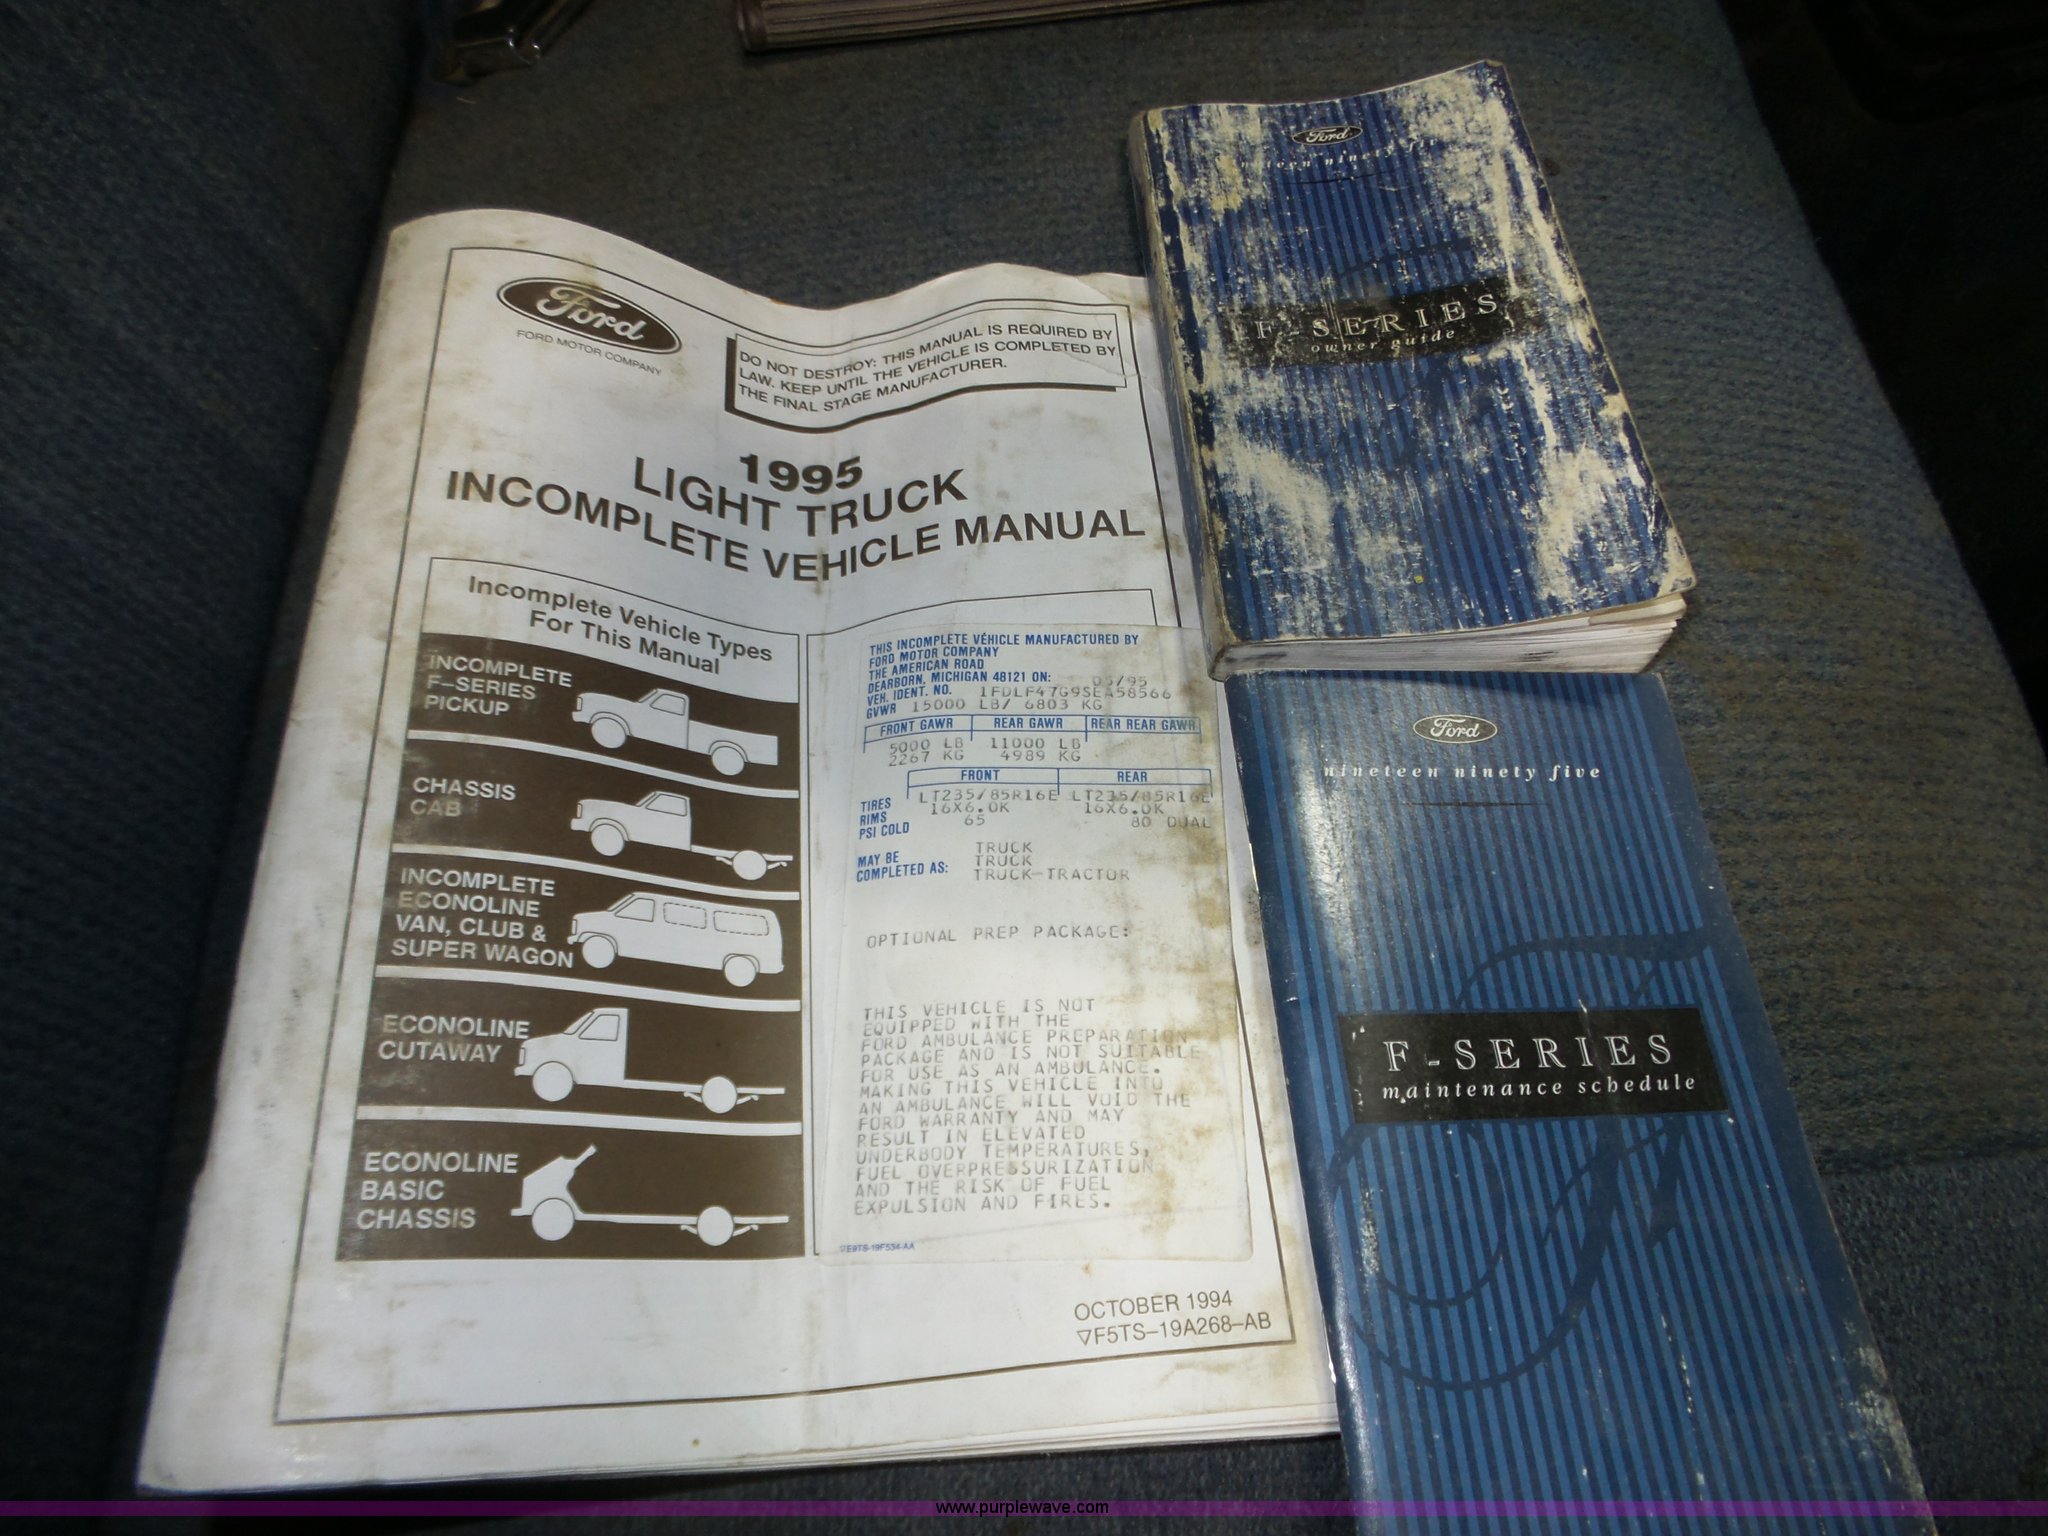 Ford
FORD MOTOR COMPANY
DO NOT DESTROY: THIS MANUAL IS REQUIRED BY
LAW. KEEP UNTIL THE VEHICLE IS COMPLETED BY
THE FINAL STAGE MANUFACTURER.
1995
LIGHT TRUCK
INCOMPLETE VEHICLE MANUAL
Incomplete Vehicle Types
For This Manual
INCOMPLETE
F-SERIES
PICKUP
CHASSIS
CAB
INCOMPLETE
ECONOLINE
VAN, CLUB &
SUPER WAGON
ECONOLINE
CUTAWAY
ECONOLINE
BASIC
CHASSIS
THIS INCOMPLETE VEHICLE MANUFACTURED BY
FORD MOTOR COMPANY
THE AMERICAN ROAD
DEARBORN, MICHIGAN 48121 ON: 05/95
VEH. IDENT. NO. 1FDLF47G9SEA58566
GVWR 15000 LB/ 6803 KG
FRONT GAWR REAR GAWR REAR REAR GAWR
5000 LB 11000 LB
2267 KG 4989 KG
FRONT REAR
TIRES LT235/85R16E LT235/85R16E
RIMS 16X6.0K 16X6.0K
PSI COLD 65 80 DUAL
MAY BE
COMPLETED AS:
TRUCK
TRUCK
TRUCK-TRACTOR
OPTIONAL PREP PACKAGE:
THIS VEHICLE IS NOT
EQUIPPED WITH THE
FORD AMBULANCE PREPARATION
PACKAGE AND IS NOT SUITABLE
FOR USE AS AN AMBULANCE.
MAKING THIS VEHICLE INTO
AN AMBULANCE WILL VOID THE
FORD WARRANTY AND MAY
RESULT IN ELEVATED
UNDERBODY TEMPERATURES,
FUEL OVERPRESSURIZATION
AND THE RISK OF FUEL
EXPULSION AND FIRES.
E9TS-19F534-AA
OCTOBER 1994
▽F5TS-19A268-AB
Ford
ninety
F-SERIES
owner guide
Ford
nineteen ninety five
F-SERIES
maintenance schedule
www.purplewave.com